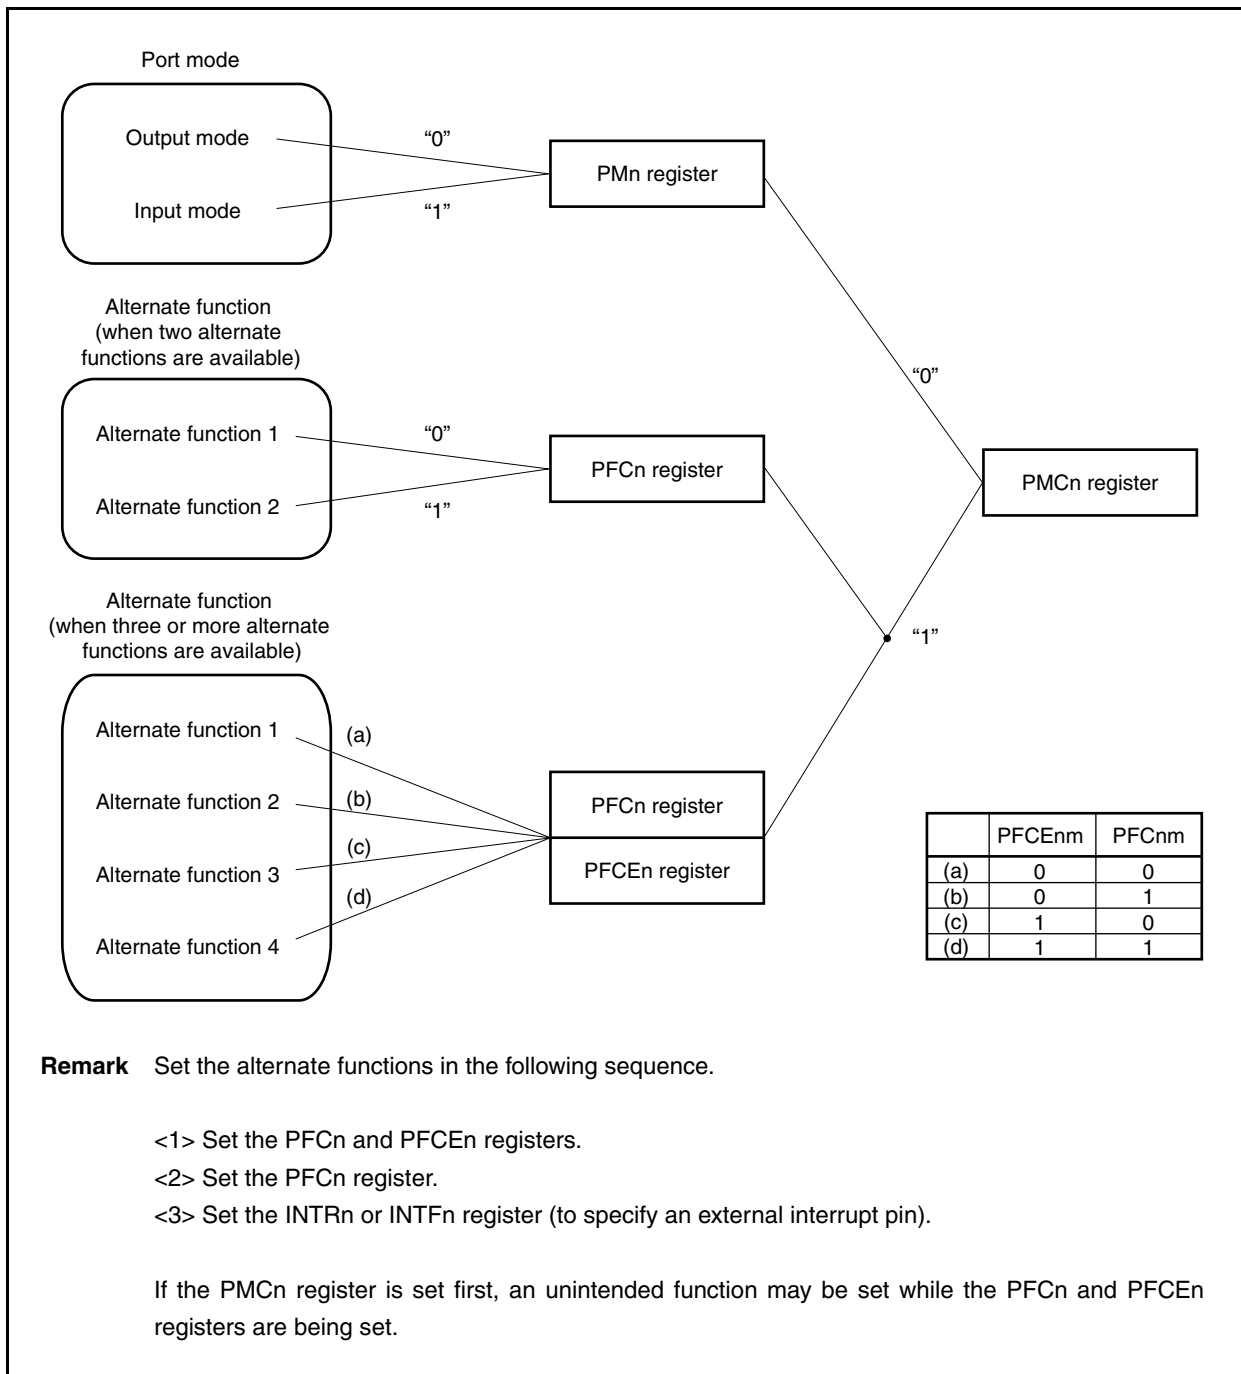 Port mode
Output mode
“0”
PMn register
Input mode
“1”
Alternate function
(when two alternate
functions are available)
“0”
Alternate function 1
“0”
PFCn register
PMCn register
Alternate function 2
“1”
Alternate function
(when three or more alternate
functions are available)
“1”
Alternate function 1
(a)
Alternate function 2
(b)
PFCn register
(c)
Alternate function 3
PFCEn register
(d)
Alternate function 4
PFCEnm PFCnm
(a) 0 0
(b) 0 1
(c) 1 0
(d) 1 1
Remark Set the alternate functions in the following sequence.
<1> Set the PFCn and PFCEn registers.
<2> Set the PFCn register.
<3> Set the INTRn or INTFn register (to specify an external interrupt pin).
If the PMCn register is set first, an unintended function may be set while the PFCn and PFCEn
registers are being set.